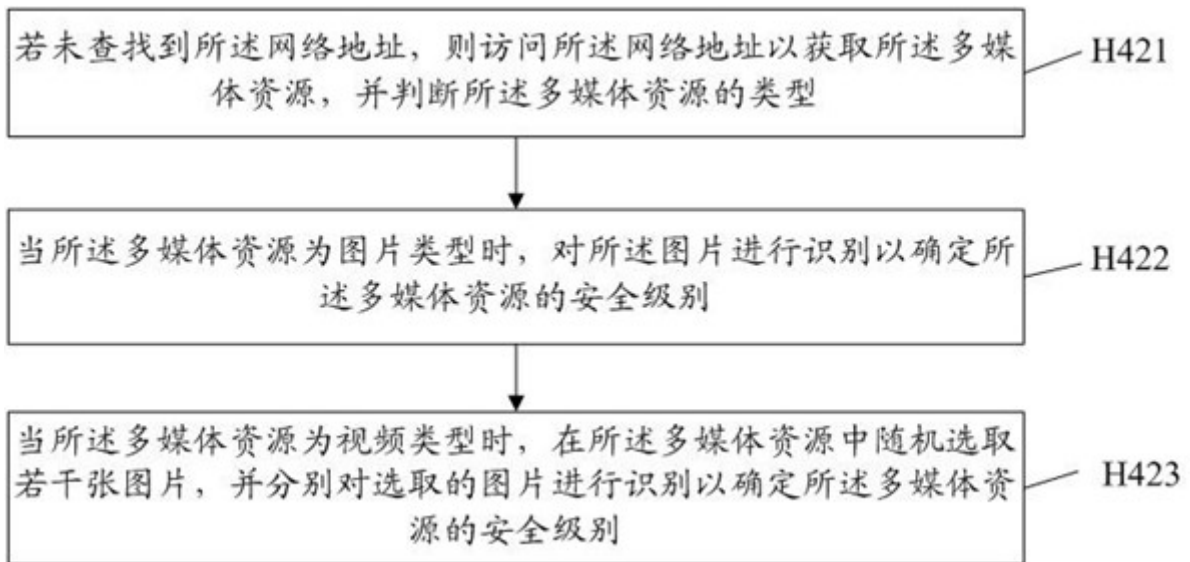 若未查找到所述网络地址，则访问所述网络地址以获取所述多媒
体资源，并判断所述多媒体资源的类型
H421
当所述多媒体资源为图片类型时，对所述图片进行识别以确定所
述多媒体资源的安全级别
H422
当所述多媒体资源为视频类型时，在所述多媒体资源中随机选取
若干张图片，并分别对选取的图片进行识别以确定所述多媒体资
源的安全级别
H423